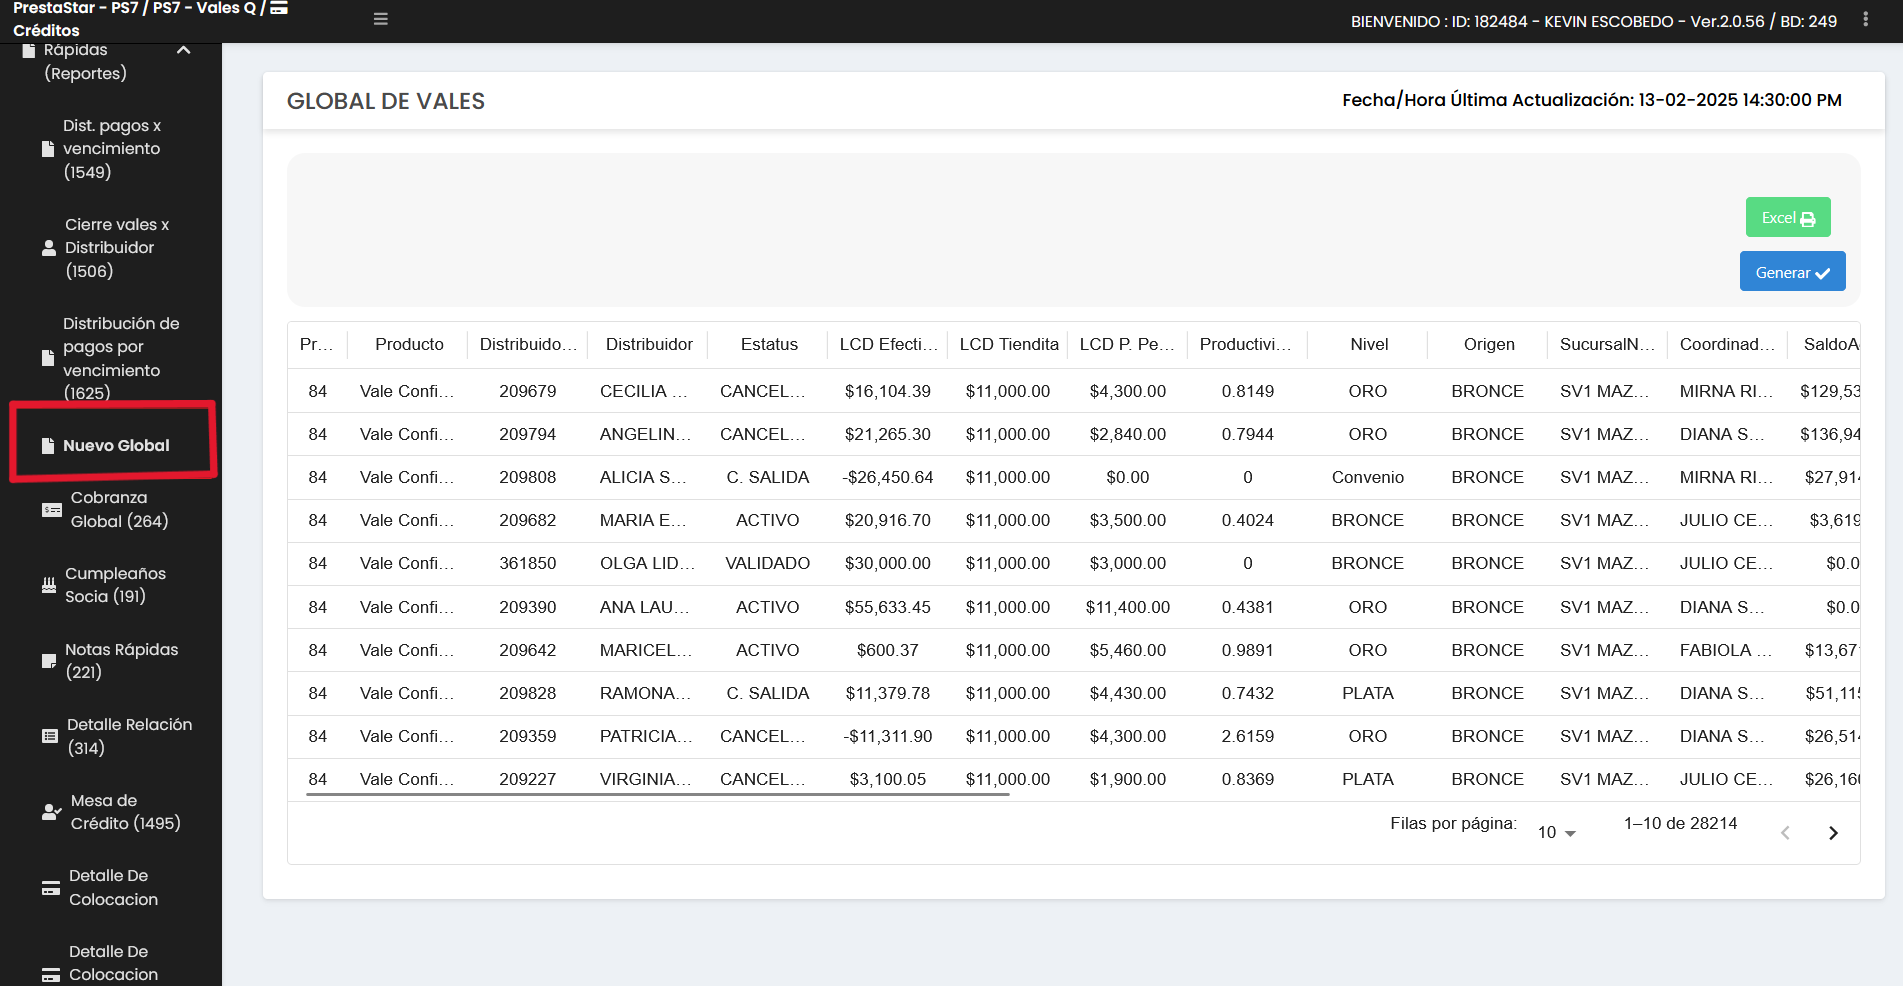 PrestaStar - PS7 / PS7 - Vales Q /
Créditos
BIENVENIDO : ID: 182484 - KEVIN ESCOBEDO - Ver.2.0.56 / BD: 249
Rápidas
(Reportes)
Dist. pagos x
vencimiento
(1549)
Cierre vales x
Distribuidor
(1506)
Distribución de
pagos por
vencimiento
(1625)
Nuevo Global
Cobranza
Global (264)
Cumpleaños
Socia (191)
Notas Rápidas
(221)
Detalle Relación
(314)
Mesa de
Crédito (1495)
Detalle De
Colocacion
Detalle De
Colocacion
GLOBAL DE VALES
Fecha/Hora Última Actualización: 13-02-2025 14:30:00 PM
Excel
Generar
Pr... Producto Distribuido... Distribuidor Estatus LCD Efecti... LCD Tiendita LCD P. Pe... Productivi... Nivel Origen SucursalN... Coordinad... SaldoA
84 Vale Confi... 209679 CECILIA ... CANCEL... $16,104.39 $11,000.00 $4,300.00 0.8149 ORO BRONCE SV1 MAZ... MIRNA RI... $129,53
84 Vale Confi... 209794 ANGELIN... CANCEL... $21,265.30 $11,000.00 $2,840.00 0.7944 ORO BRONCE SV1 MAZ... DIANA S... $136,94
84 Vale Confi... 209808 ALICIA S... C. SALIDA -$26,450.64 $11,000.00 $0.00 0 Convenio BRONCE SV1 MAZ... MIRNA RI... $27,914
84 Vale Confi... 209682 MARIA E... ACTIVO $20,916.70 $11,000.00 $3,500.00 0.4024 BRONCE BRONCE SV1 MAZ... JULIO CE... $3,619
84 Vale Confi... 361850 OLGA LID... VALIDADO $30,000.00 $11,000.00 $3,000.00 0 BRONCE BRONCE SV1 MAZ... JULIO CE... $0.0
84 Vale Confi... 209390 ANA LAU... ACTIVO $55,633.45 $11,000.00 $11,400.00 0.4381 ORO BRONCE SV1 MAZ... DIANA S... $0.0
84 Vale Confi... 209642 MARICEL... ACTIVO $600.37 $11,000.00 $5,460.00 0.9891 ORO BRONCE SV1 MAZ... FABIOLA ... $13,67
84 Vale Confi... 209828 RAMONA... C. SALIDA $11,379.78 $11,000.00 $4,430.00 0.7432 PLATA BRONCE SV1 MAZ... DIANA S... $51,115
84 Vale Confi... 209359 PATRICIA... CANCEL... -$11,311.90 $11,000.00 $4,300.00 2.6159 ORO BRONCE SV1 MAZ... DIANA S... $26,514
84 Vale Confi... 209227 VIRGINIA... CANCEL... $3,100.05 $11,000.00 $1,900.00 0.8369 PLATA BRONCE SV1 MAZ... JULIO CE... $26,160
Filas por página: 10 1–10 de 28214